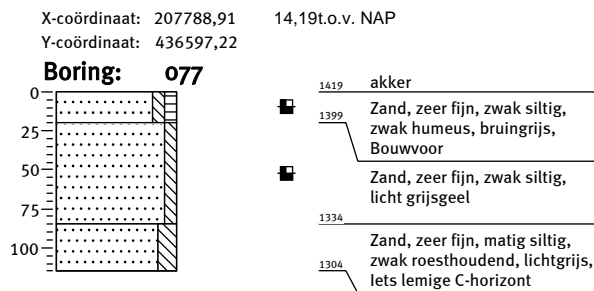 X-coördinaat: 207788,91 14,19t.o.v. NAP
Y-coördinaat: 436597,22
Boring: 077
0
25
50
75
100
1419 akker
Zand, zeer fijn, zwak siltig,
1399 zwak humeus, bruingrijs,
Bouwvoor
Zand, zeer fijn, zwak siltig,
licht grijsgeel
1334
Zand, zeer fijn, matig siltig,
zwak roesthoudend, lichtgrijs,
1304 Iets lemige C-horizont